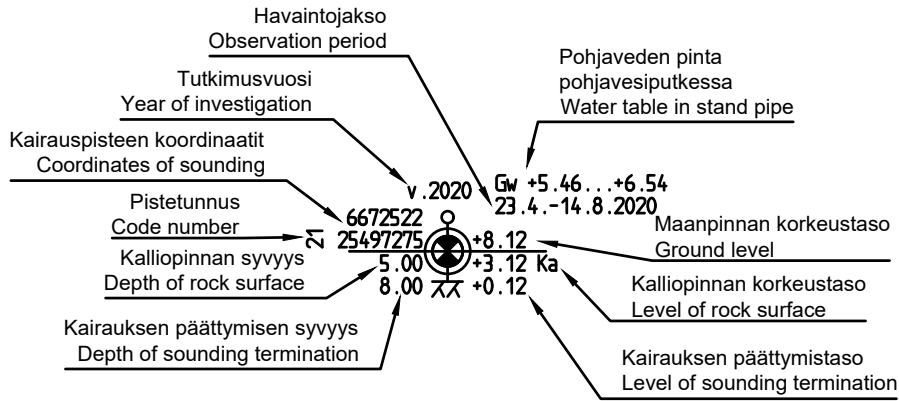 Havaintojakso
Observation period
Pohjaveden pinta
pohjavesiputkessa
Water table in stand pipe
Tutkimusvuosi
Year of investigation
Kairauspisteen koordinaatit
Coordinates of sounding
v.2020
Gw +5.46...+6.54
23.4.-14.8.2020
Pistetunnus
Code number
21
6672522
25497275
+8.12
Maanpinnan korkeustaso
Ground level
Kalliopinnan syvyys
Depth of rock surface
5.00
+3.12 Ka
8.00
+0.12
Kalliopinnan korkeustaso
Level of rock surface
Kairauksen päättymisen syvyys
Depth of sounding termination
Kairauksen päättymistaso
Level of sounding termination